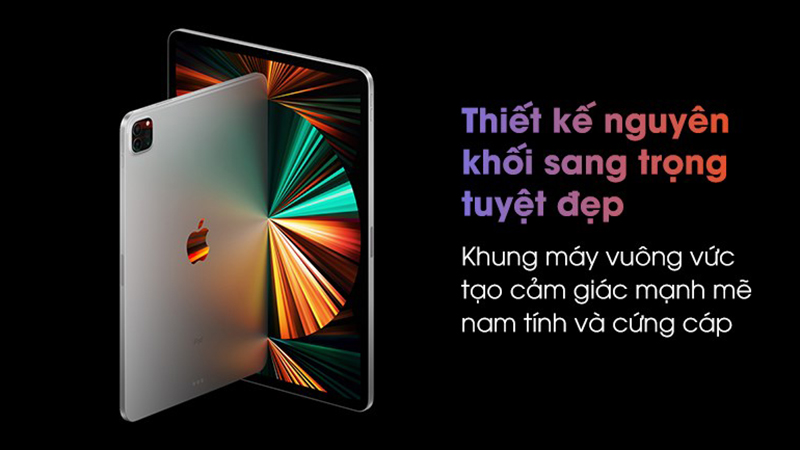 Thiết kế nguyên
khối sang trọng
tuyệt đẹp
Khung máy vuông vức
tạo cảm giác mạnh mẽ
nam tính và cứng cáp